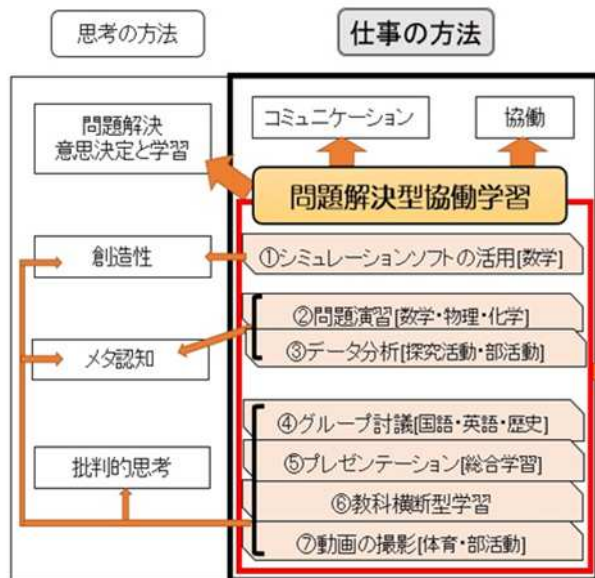 思考の方法
仕事の方法
問題解決
意思決定と学習
コミュニケーション
協働
問題解決型協働学習
創造性
①シミュレーションソフトの活用[数学]
②問題演習[数学・物理・化学]
メタ認知
③データ分析[探究活動・部活動]
④グループ討議[国語・英語・歴史]
批判的思考
⑤プレゼンテーション[総合学習]
⑥教科横断型学習
⑦動画の撮影[体育・部活動]